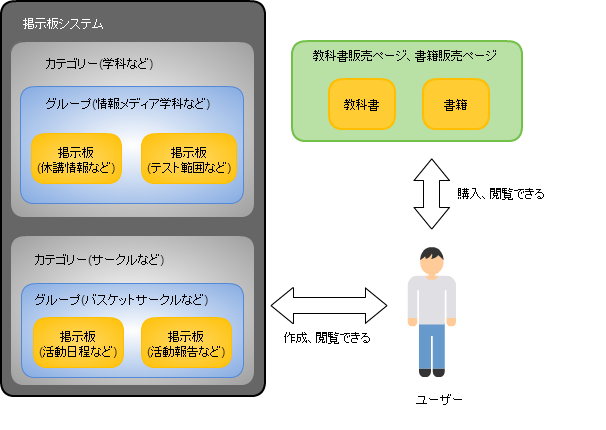 掲示板システム
カテゴリー(学科など)
グループ(情報メディア学科など)
掲示板
(休講情報など)
掲示板
(テスト範囲など)
カテゴリー(サークルなど)
グループ(バスケットサークルなど)
掲示板
(活動日程など)
掲示板
(活動報告など)
教科書販売ページ、書籍販売ページ
教科書
書籍
購入、閲覧できる
作成、閲覧できる
ユーザー